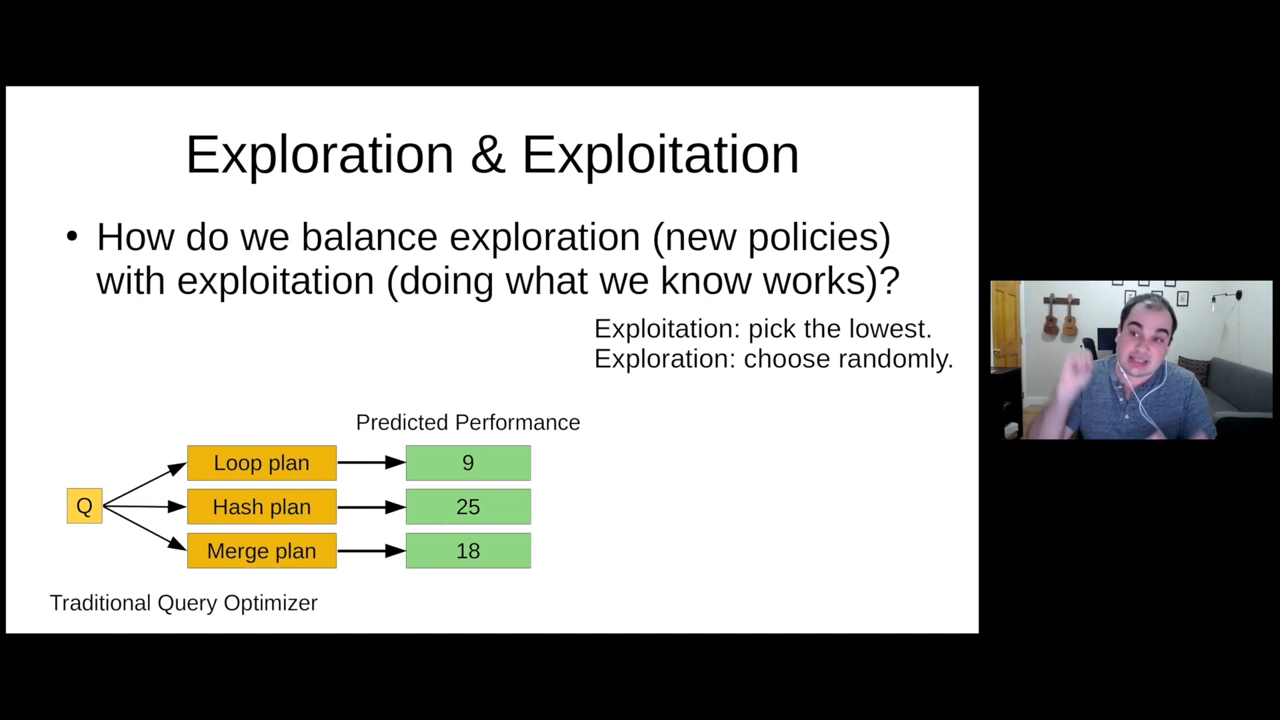 Exploration & Exploitation
• How do we balance exploration (new policies)
with exploitation (doing what we know works)?
Exploitation: pick the lowest.
Exploration: choose randomly.
Predicted Performance
Loop plan
9
Q
Hash plan
25
Merge plan
18
Traditional Query Optimizer